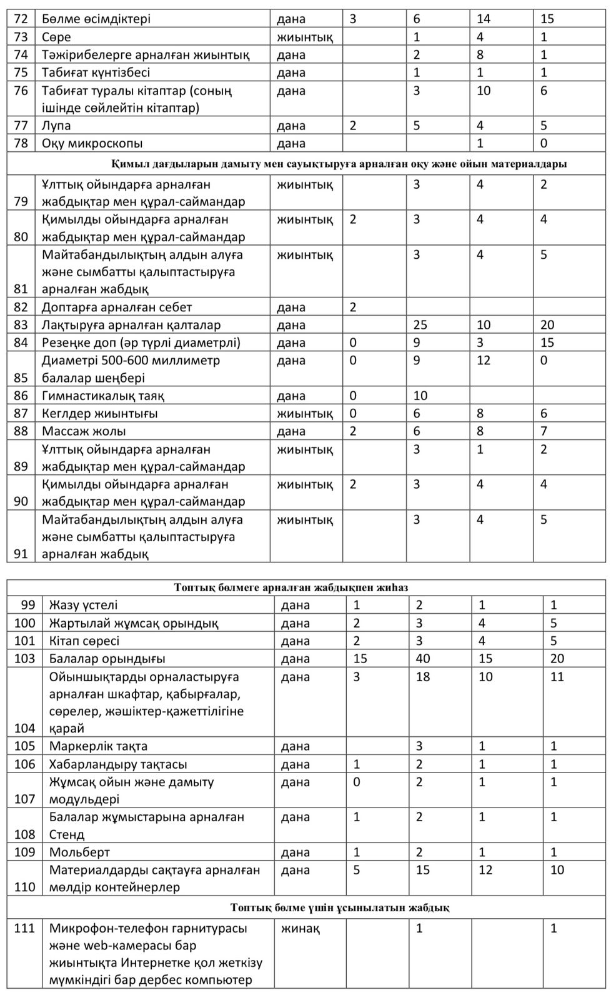 72 Бөлме өсімдіктері дана 3 6 14 15
73 Сөре жиынтық 1 4 1
74 Тәжірибелерге арналған жиынтық дана 2 8 1
75 Табиғат күнтізбесі дана 1 1 1
76 Табиғат туралы кітаптар (соның дана 3 10 6
ішінде сөйлейтін кітаптар)
77 Лупа дана 2 5 4 5
78 Оқу микроскопы дана 1 0
Қимыл дағдыларын дамыту мен сауықтыруға арналған оқу және ойын материалдары
Ұлттық ойындарға арналған жиынтық 3 4 2
79 жабдықтар мен құрал-саймандар
Қимылды ойындарға арналған жиынтық 2 3 4 4
80 жабдықтар мен құрал-саймандар
Майтабандылықтың алдын алуға жиынтық 3 4 5
және сымбатты қалыптастыруға
81 арналған жабдық
82 Доптарға арналған себет дана 2
83 Лақтыруға арналған қалталар дана 25 10 20
84 Резеңке доп (әр түрлі диаметрлі) дана 0 9 3 15
Диаметрі 500-600 миллиметр дана 0 9 12 0
85 балалар шеңбері
86 Гимнастикалық таяқ дана 0 10
87 Кеглдер жиынтығы жиынтық 0 6 8 6
88 Массаж жолы дана 2 6 8 7
Ұлттық ойындарға арналған жиынтық 3 1 2
89 жабдықтар мен құрал-саймандар
Қимылды ойындарға арналған жиынтық 2 3 4 4
90 жабдықтар мен құрал-саймандар
Майтабандылықтың алдын алуға жиынтық 3 4 5
және сымбатты қалыптастыруға
91 арналған жабдық
Топтық бөлмеге арналған жабдықпен жиһаз
99 Жазу үстелі дана 1 2 1 1
100 Жартылай жұмсақ орындық дана 2 3 4 5
101 Кітап сөресі дана 2 3 4 5
103 Балалар орындығы дана 15 40 15 20
Ойыншықтарды орналастыруға дана 3 18 10 11
арналған шкафтар, қабырғалар,
сөрелер, жәшіктер-қажеттілігіне
104 қарай
105 Маркерлік тақта дана 3 1 1
106 Хабарландыру тақтасы дана 1 2 1 1
Жұмсақ ойын және дамыту дана 0 2 1 1
107 модульдері
Балалар жұмыстарына арналған дана 1 2 1 1
108 Стенд
109 Мольберт дана 1 2 1 1
Материалдарды сақтауға арналған дана 5 15 12 10
110 мөлдір контейнерлер
Топтық бөлме үшін ұсынылатын жабдық
111 Микрофон-телефон гарнитурасы жинақ 1 1
және web-камерасы бар
жиынтықта Интернетке қол жеткізу
мүмкіндігі бар дербес компьютер